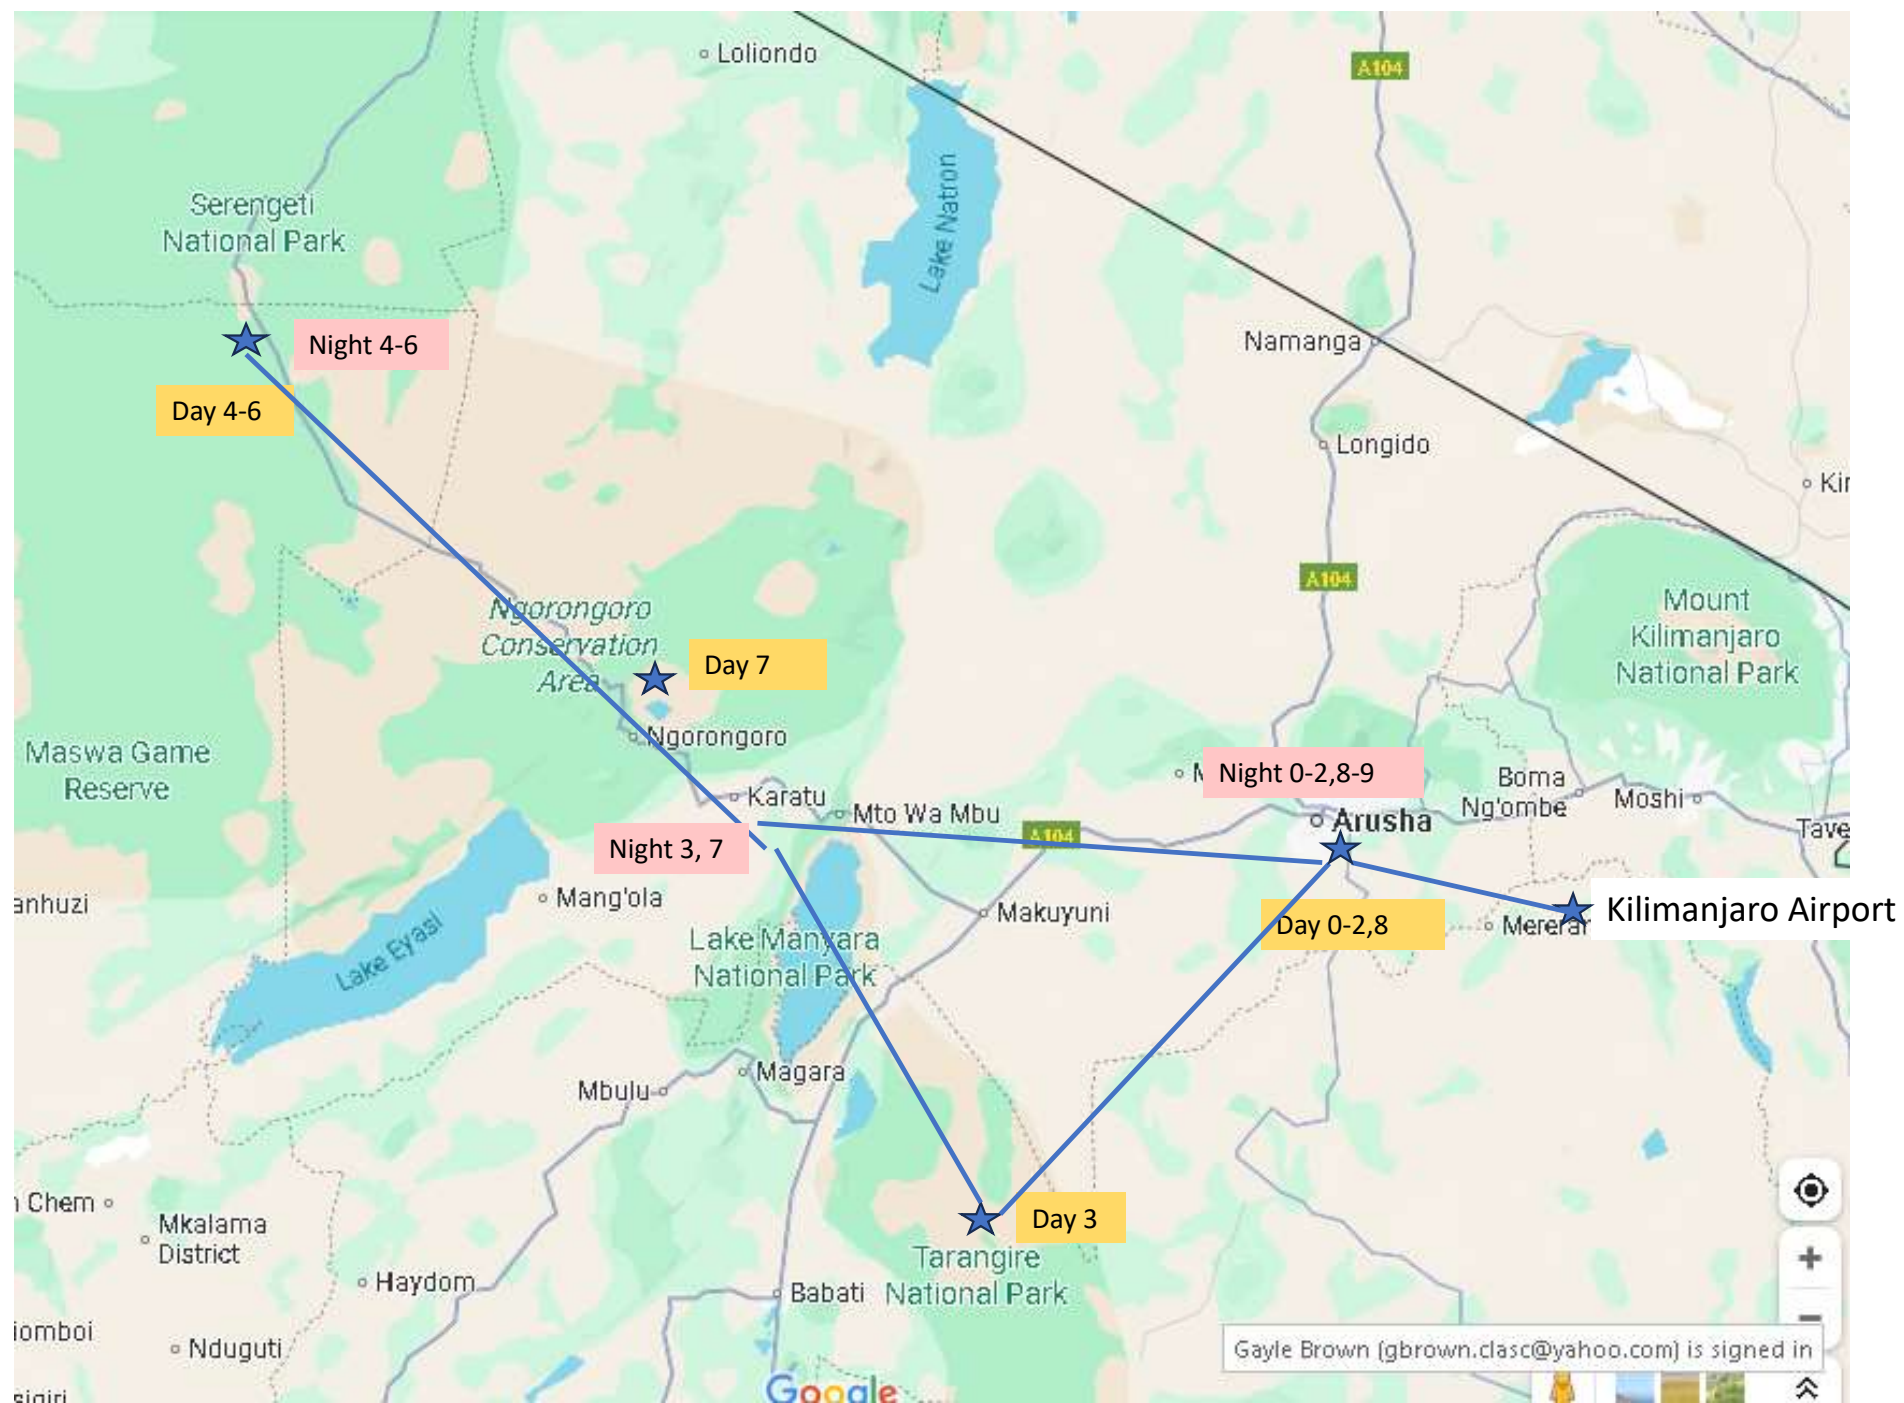 Loliondo
A104
Serengeti
National Park
Lake Natron
Night 4-6
Namanga
Day 4-6
Longido
Kir
A104
Ngorongoro
Conservation
Area
Mount
Kilimanjaro
National Park
Day 7
Ngorongoro
Maswa Game
Reserve
Night 0-2,8-9
Boma
Ng'ombe
Moshi
Karatu
Mto Wa Mbu
A104
Arusha
Tave
Night 3, 7
Mang'ola
anhuzi
Makuyuni
Kilimanjaro Airport
Day 0-2,8
Mererar
Lake Manyara
National Park
Lake Eyasi
Magara
Mbulu
Chem
Mkalama
District
Day 3
Tarangire
National Park
Haydom
Babati
iomboi
Nduguti
Gayle Brown (gbrown.clasc@yahoo.com) is signed in
Google